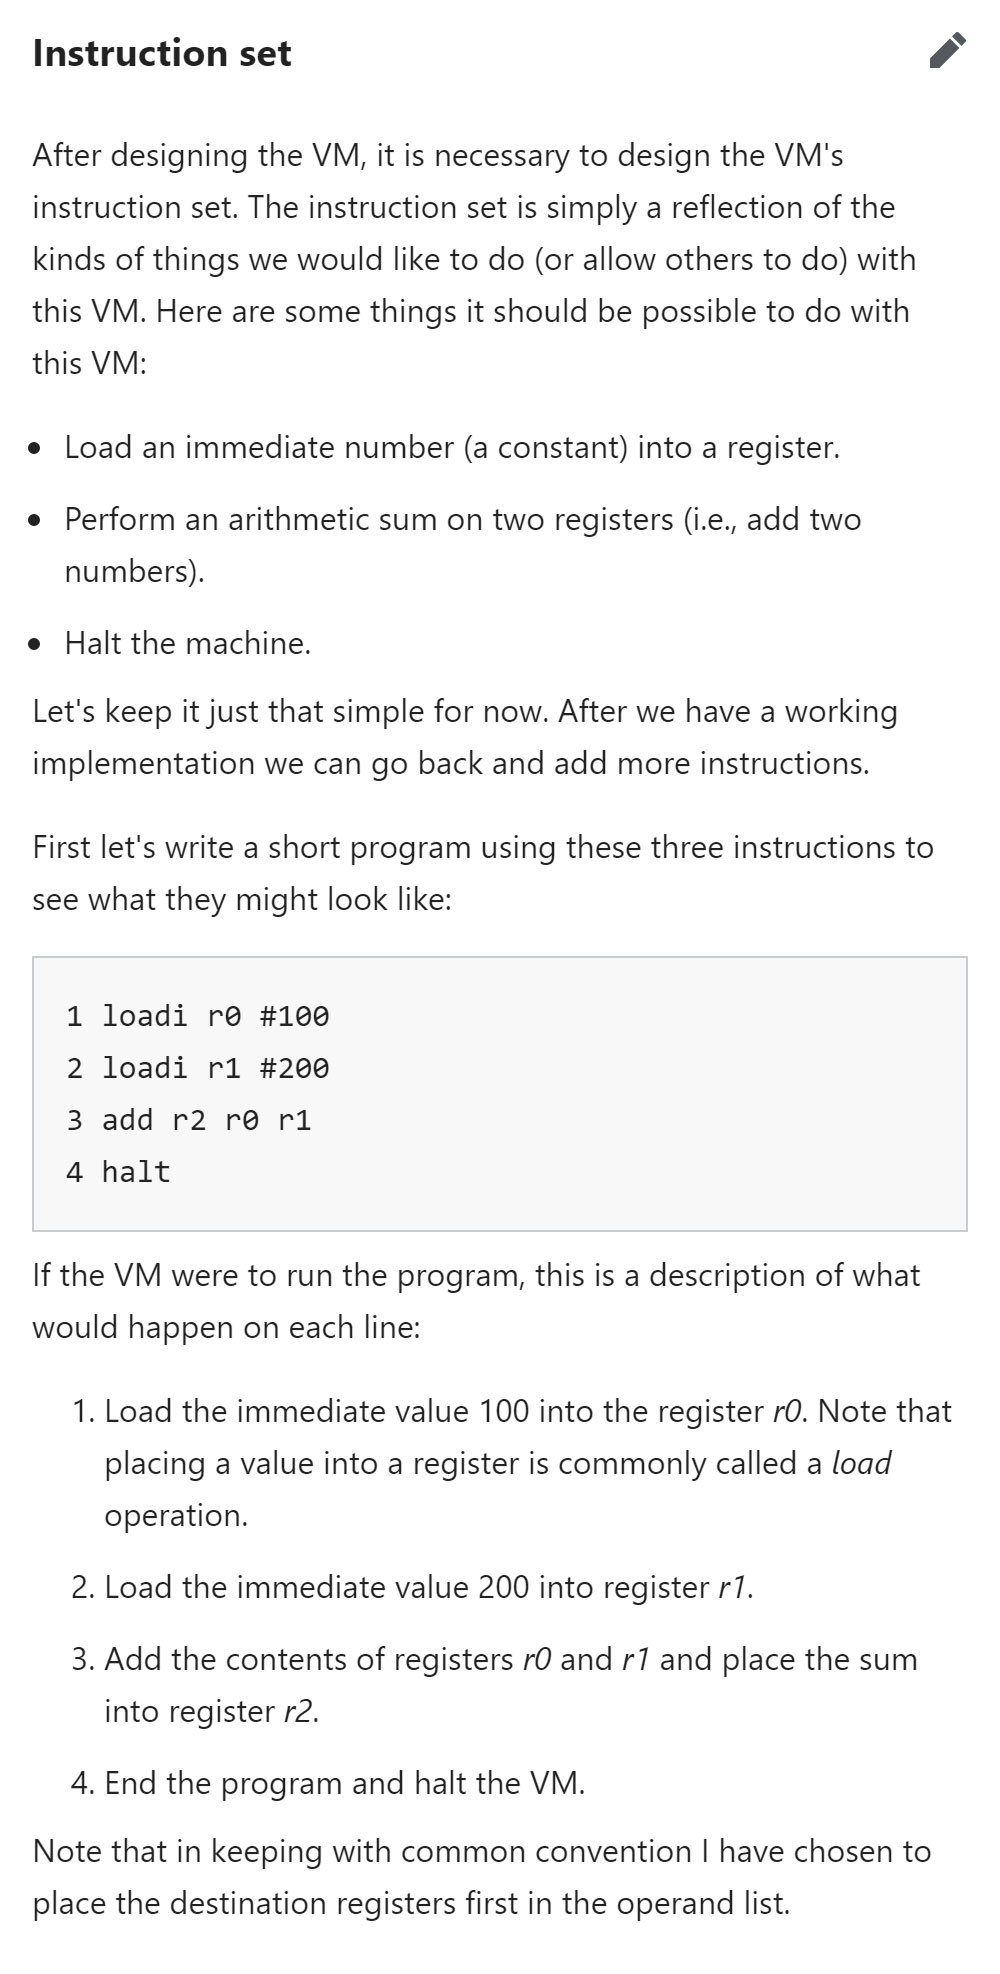 Instruction set
After designing the VM, it is necessary to design the VM's
instruction set. The instruction set is simply a reflection of the
kinds of things we would like to do (or allow others to do) with
this VM. Here are some things it should be possible to do with
this VM:
• Load an immediate number (a constant) into a register.
• Perform an arithmetic sum on two registers (i.e., add two
numbers).
• Halt the machine.
Let's keep it just that simple for now. After we have a working
implementation we can go back and add more instructions.
First let's write a short program using these three instructions to
see what they might look like:
1 loadi r0 #100
2 loadi r1 #200
3 add r2 r0 r1
4 halt
If the VM were to run the program, this is a description of what
would happen on each line:
1. Load the immediate value 100 into the register r0. Note that
placing a value into a register is commonly called a load
operation.
2. Load the immediate value 200 into register r1.
3. Add the contents of registers r0 and r1 and place the sum
into register r2.
4. End the program and halt the VM.
Note that in keeping with common convention I have chosen to
place the destination registers first in the operand list.